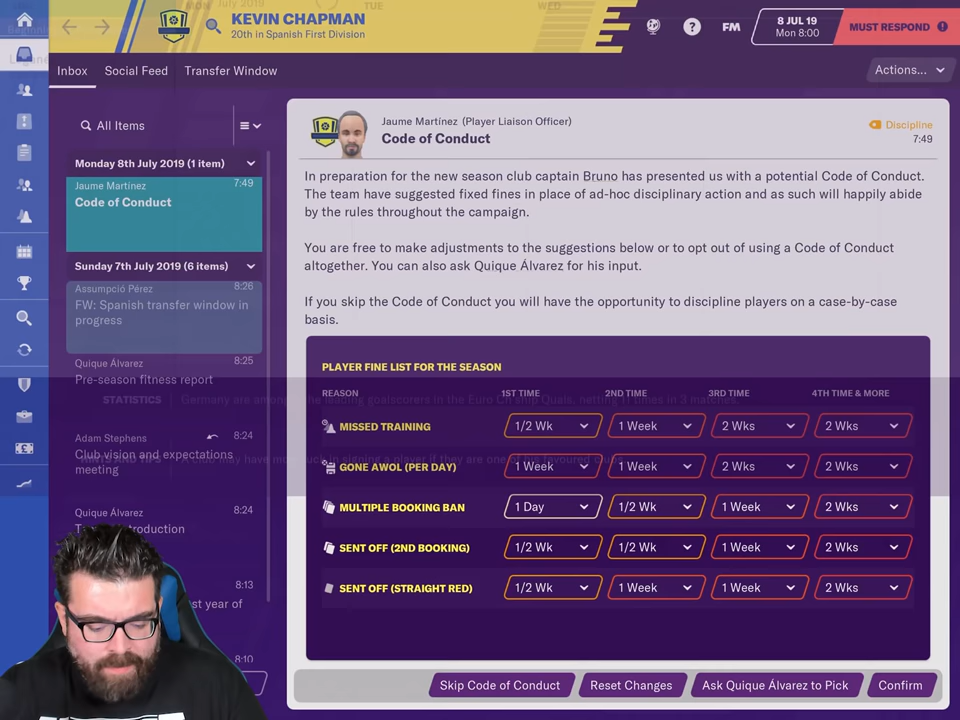 July 2019
TUE
WED
KEVIN CHAPMAN
20th in Spanish First Division
?
FM
8 JUL 19
Mon 8:00
MUST RESPOND
Inbox
Social Feed
Transfer Window
Actions...
All Items
Monday 8th July 2019 (1 item)
Jaume Martínez
7:49
Code of Conduct
Sunday 7th July 2019 (6 items)
Assumpció Pérez
8:26
FW: Spanish transfer window in
progress
Quique Álvarez
8:25
Pre-season fitness report
Adam Stephens
8:24
Club vision and expectations
meeting
Quique Álvarez
8:24
8:13
st year of
8:10
Jaume Martínez (Player Liaison Officer)
Code of Conduct
Discipline
7:49
In preparation for the new season club captain Bruno has presented us with a potential Code of Conduct.
The team have suggested fixed fines in place of ad-hoc disciplinary action and as such will happily abide
by the rules throughout the campaign.
You are free to make adjustments to the suggestions below or to opt out of using a Code of Conduct
altogether. You can also ask Quique Álvarez for his input.
If you skip the Code of Conduct you will have the opportunity to discipline players on a case-by-case
basis.
PLAYER FINE LIST FOR THE SEASON
REASON
1ST TIME
2ND TIME
3RD TIME
4TH TIME & MORE
STATISTICS
MISSED TRAINING
1/2 Wk
1 Week
2 Wks
2 Wks
GONE AWOL (PER DAY)
1 Week
1 Week
2 Wks
2 Wks
MULTIPLE BOOKING BAN
1 Day
1/2 Wk
1 Week
2 Wks
SENT OFF (2ND BOOKING)
1/2 Wk
1/2 Wk
1 Week
2 Wks
SENT OFF (STRAIGHT RED)
1/2 Wk
1 Week
1 Week
2 Wks
Skip Code of Conduct
Reset Changes
Ask Quique Álvarez to Pick
Confirm